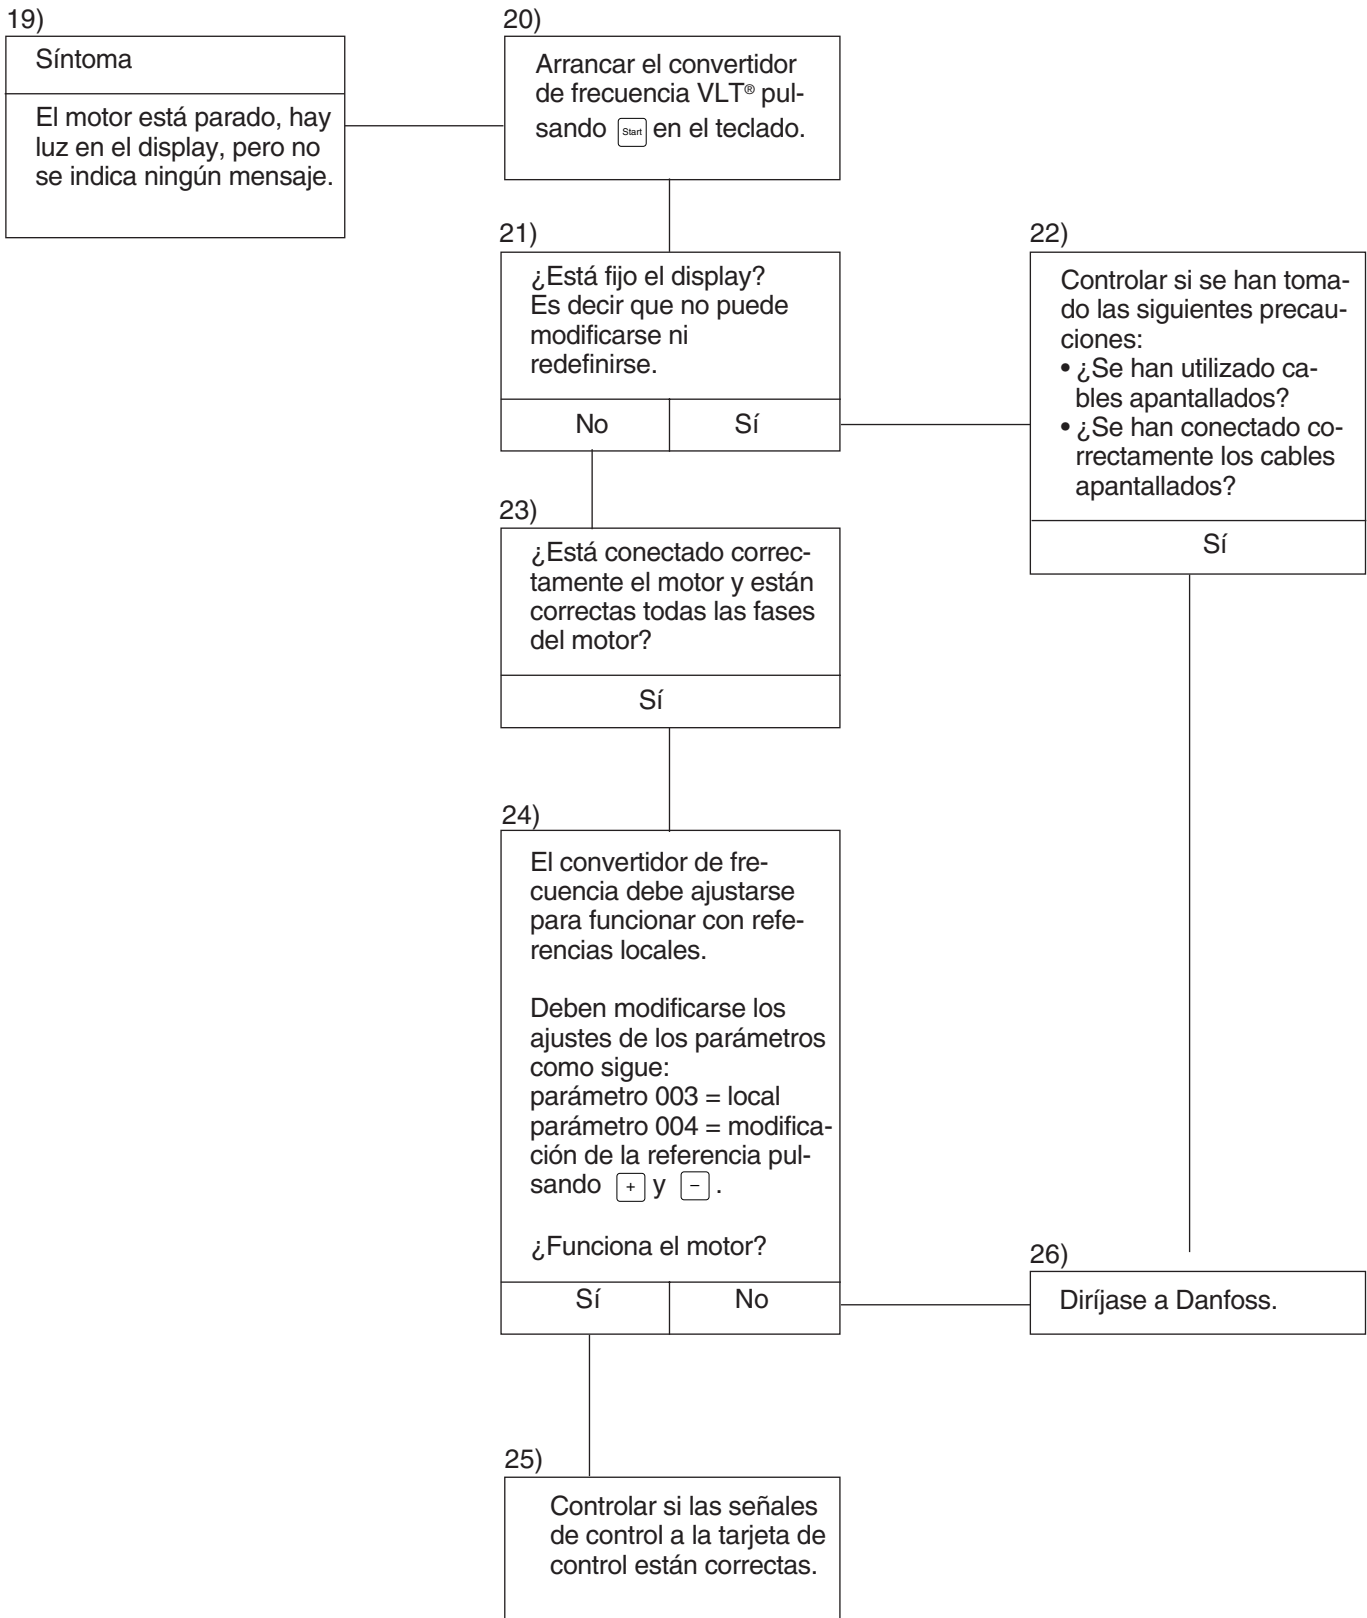 19)
Síntoma
El motor está parado, hay
luz en el display, pero no
se indica ningún mensaje.
20)
Arrancar el convertidor
de frecuencia VLT® pul-
sando Start en el teclado.
21)
¿Está fijo el display?
Es decir que no puede
modificarse ni
redefinirse.
No
Sí
22)
Controlar si se han toma-
do las siguientes precau-
ciones:
• ¿Se han utilizado ca-
bles apantallados?
• ¿Se han conectado co-
rrectamente los cables
apantallados?
Sí
23)
¿Está conectado correc-
tamente el motor y están
correctas todas las fases
del motor?
Sí
24)
El convertidor de fre-
cuencia debe ajustarse
para funcionar con refe-
rencias locales.
Deben modificarse los
ajustes de los parámetros
como sigue:
parámetro 003 = local
parámetro 004 = modifica-
ción de la referencia pul-
sando + y - .
¿Funciona el motor?
Sí
No
26)
Diríjase a Danfoss.
25)
Controlar si las señales
de control a la tarjeta de
control están correctas.